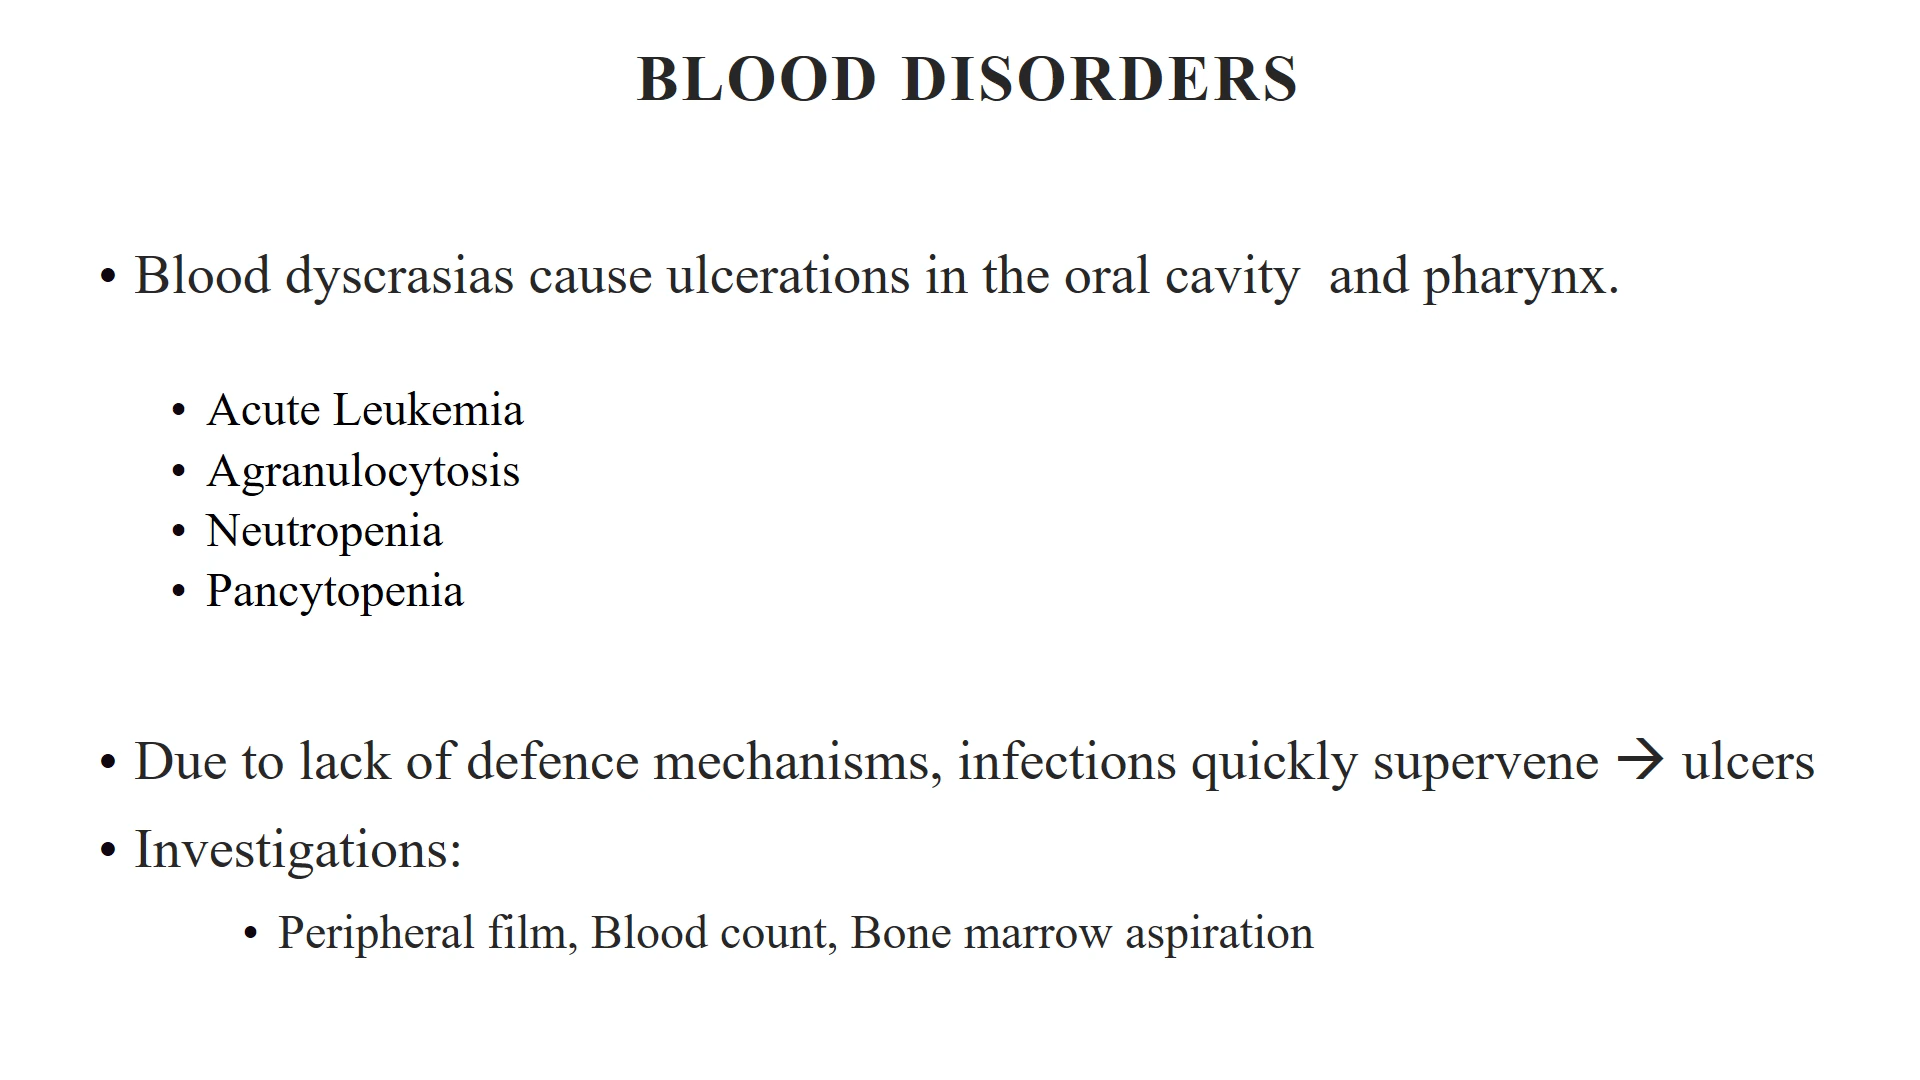 BLOOD DISORDERS
• Blood dyscrasias cause ulcerations in the oral cavity  and pharynx.
• Acute Leukemia
• Agranulocytosis
• Neutropenia
• Pancytopenia
• Due to lack of defence mechanisms, infections quickly supervene → ulcers
• Investigations:
• Peripheral film, Blood count, Bone marrow aspiration